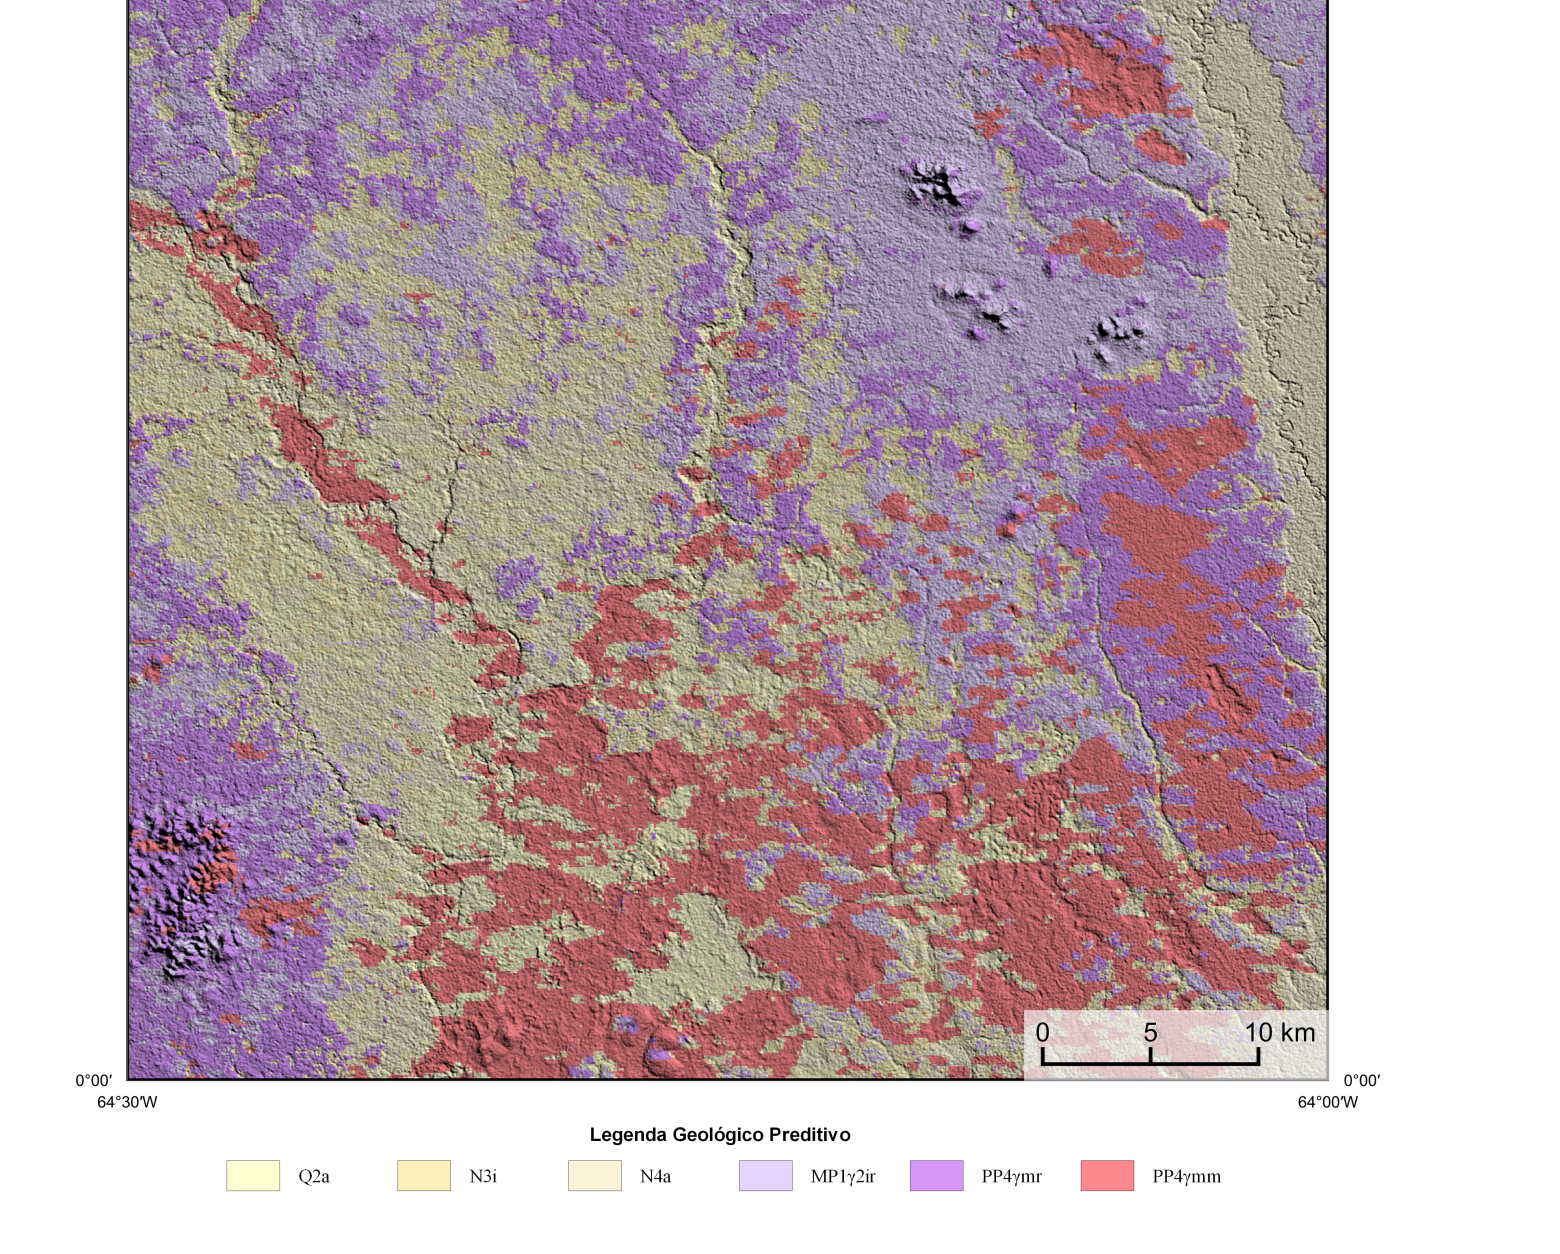 0 5 10 km
0°00′ 0°00′
64°30′W 64°00′W
Legenda Geológico Preditivo
Q2a N3i N4a MP1γ2ir PP4γmr PP4γmm